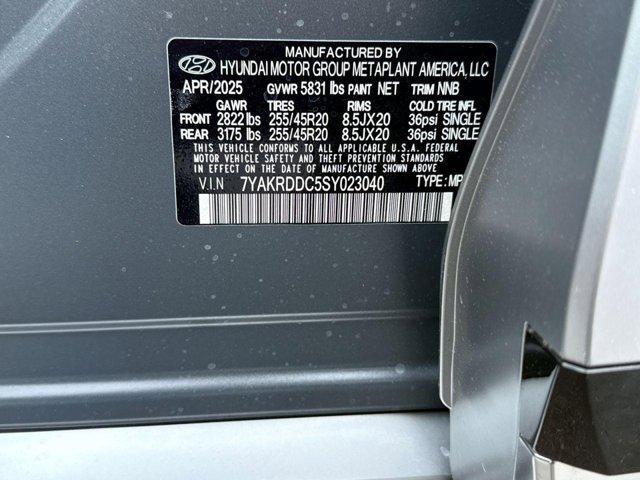 MANUFACTURED BY
HYUNDAI MOTOR GROUP METAPLANT AMERICA, LLC
APR/2025 GVWR 5831 lbs PAINT NET TRIM NNB
GAWR TIRES RIMS COLD INFL
FRONT 2822 lbs 255/45R20 8.5JX20 36psi SINGLE
REAR 3175 lbs 255/45R20 8.5JX20 36psi SINGLE
THIS VEHICLE CONFORMS TO ALL APPLICABLE U.S.A. FEDERAL
MOTOR VEHICLE SAFETY AND THEFT PREVENTION STANDARDS
IN EFFECT ON THE DATE OF MANUFACTURE SHOWN ABOVE
V.I.N 7YAKRDDC5SY023040 TYPE : MP